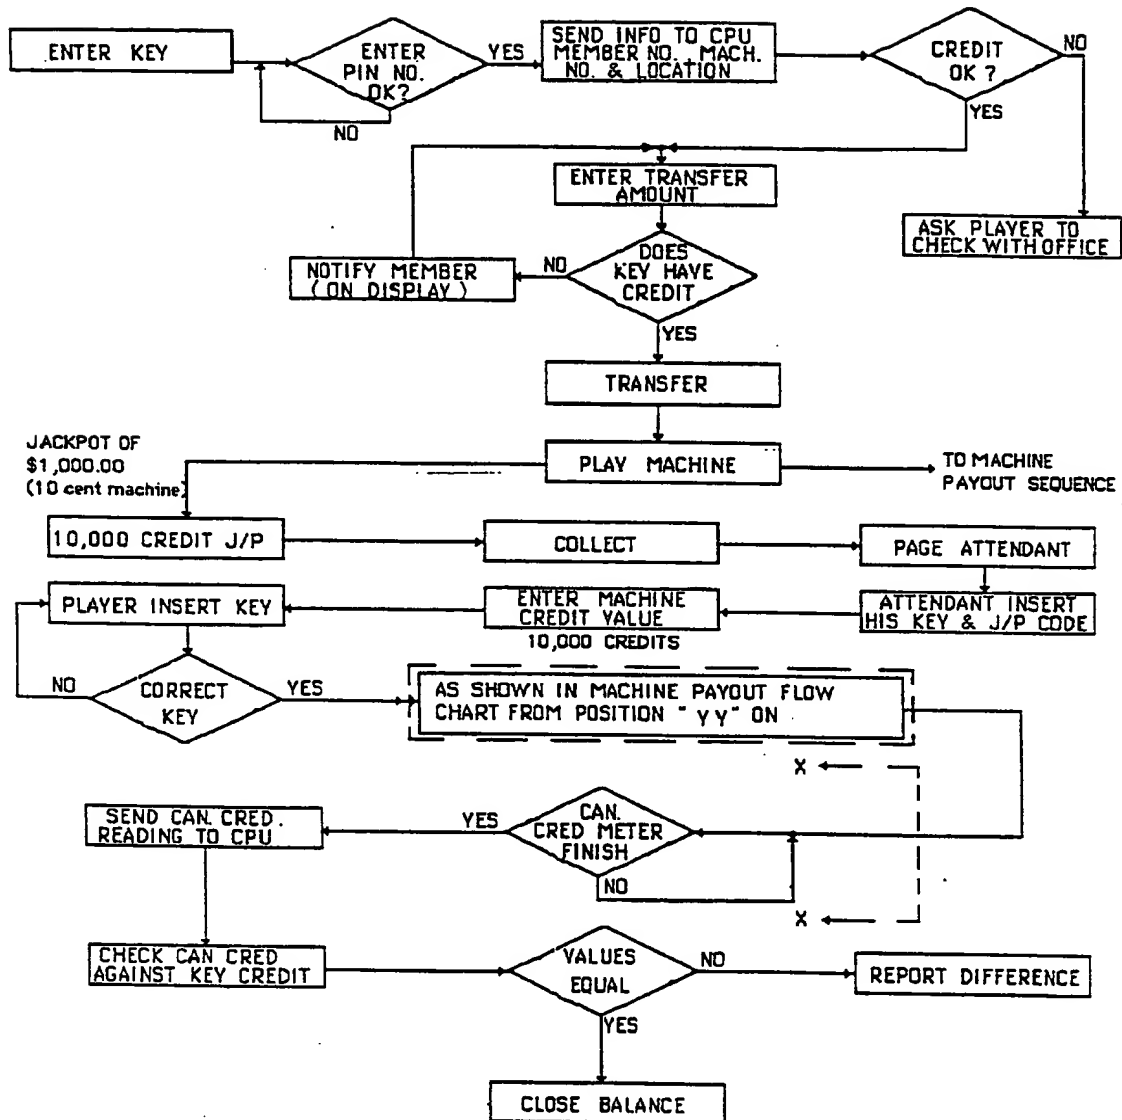 ENTER KEY
ENTER
PIN NO.
OK?
YES
NO
SEND INFO TO CPU
MEMBER NO., MACH.
NO. & LOCATION
CREDIT
OK ?
NO
YES
ASK PLAYER TO
CHECK WITH OFFICE
ENTER TRANSFER
AMOUNT
DOES
KEY HAVE
CREDIT
NO
NOTIFY MEMBER
(ON DISPLAY)
YES
TRANSFER
PLAY MACHINE
TO MACHINE
PAYOUT SEQUENCE
JACKPOT OF
$1,000.00
(10 cent machine)
10,000 CREDIT J/P
COLLECT
PAGE ATTENDANT
ATTENDANT INSERT
HIS KEY & J/P CODE
ENTER MACHINE
CREDIT VALUE
10,000 CREDITS
PLAYER INSERT KEY
CORRECT
KEY
NO
YES
AS SHOWN IN MACHINE PAYOUT FLOW
CHART FROM POSITION " YY" ON
X
CAN.
CRED METER
FINISH
NO
X
YES
SEND CAN. CRED.
READING TO CPU
CHECK CAN CRED
AGAINST KEY CREDIT
VALUES
EQUAL
NO
REPORT DIFFERENCE
YES
CLOSE BALANCE